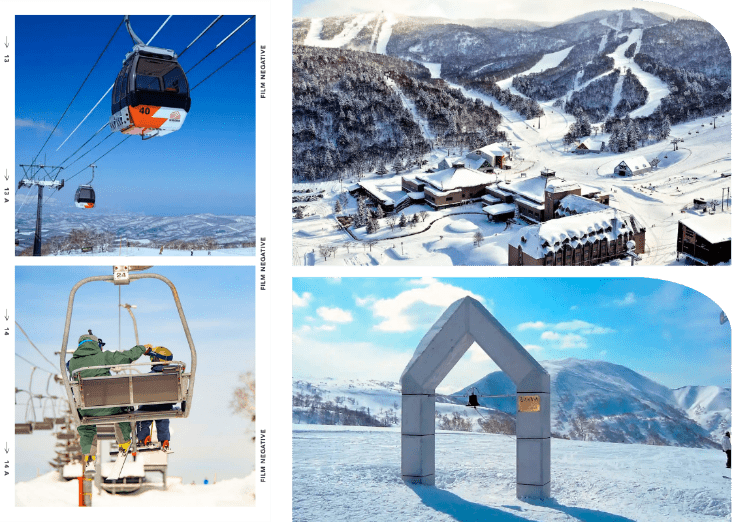 13
13 A
FILM NEGATIVE
40
FILM NEGATIVE
24
14
14 A
FILM NEGATIVE